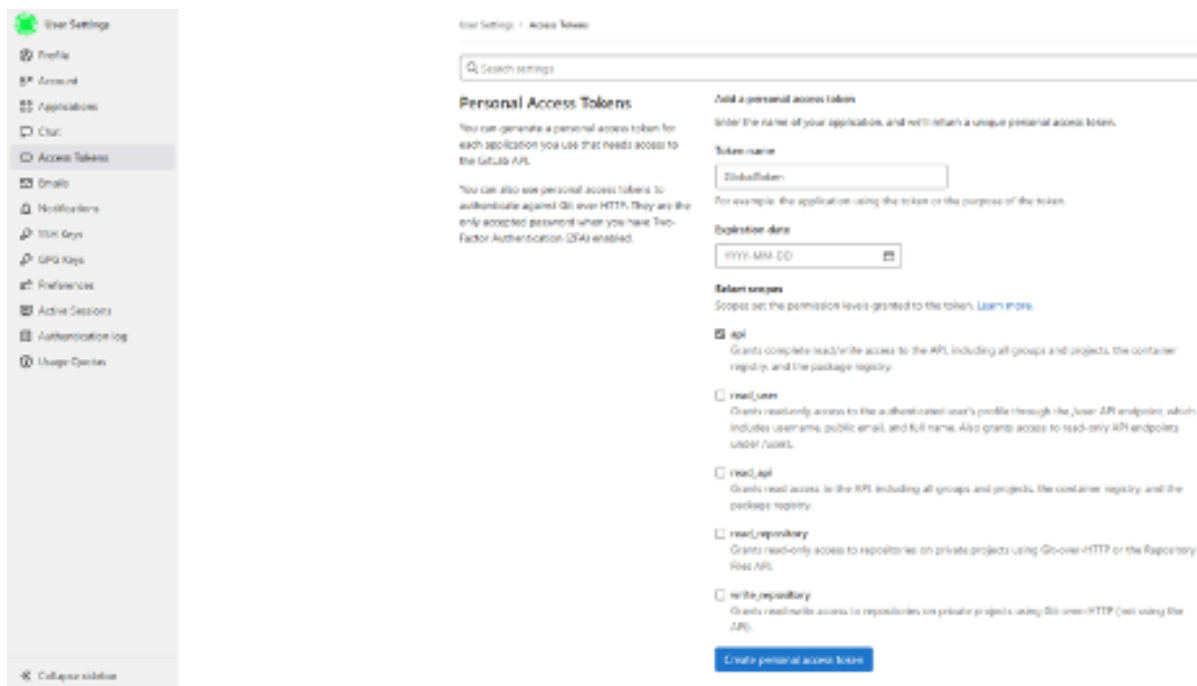 User Settings
Profile
Account
Applications
Chat
Access Tokens
Emails
Notifications
SSH Keys
GPG Keys
Preferences
Active Sessions
Authentication log
Usage Quotas
Collapse sidebar
User Settings > Access Tokens
Search settings
Personal Access Tokens
You can generate a personal access token for
each application you use that needs access to
the GitLab API.
You can also use personal access tokens to
authenticate against Git over HTTP. They are the
only accepted password when you have Two-
Factor Authentication (2FA) enabled.
Add a personal access token
Enter the name of your application, and we'll return a unique personal access token.
Token name
GlobalToken
For example, the application using the token or the purpose of the token.
Expiration date
YYYY-MM-DD
Select scopes
Scopes set the permission levels granted to the token. Learn more.
api
Grants complete read/write access to the API, including all groups and projects, the container
registry, and the package registry.
read_user
Grants read-only access to the authenticated user's profile through the /user API endpoint, which
includes username, public email, and full name. Also grants access to read-only API endpoints
under /users.
read_api
Grants read access to the API, including all groups and projects, the container registry, and the
package registry.
read_repository
Grants read-only access to repositories on private projects using Git-over-HTTP or the Repository
Files API.
write_repository
Grants read-write access to repositories on private projects using Git-over-HTTP (not using the
API).
Create personal access token